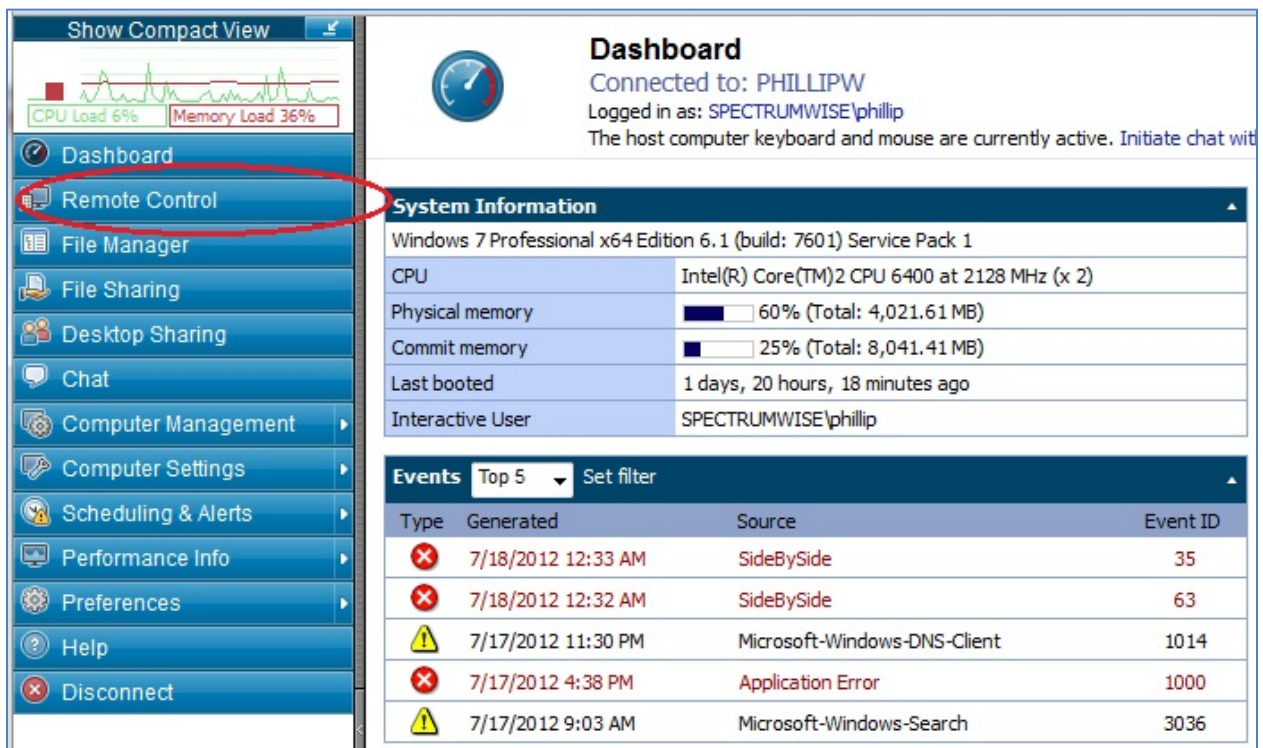 Show Compact View
CPU Load 6% Memory Load 36%
Dashboard
Remote Control
File Manager
File Sharing
Desktop Sharing
Chat
Computer Management
Computer Settings
Scheduling & Alerts
Performance Info
Preferences
Help
Disconnect
Dashboard
Connected to: PHILLIPW
Logged in as: SPECTRUMWISE\phillip
The host computer keyboard and mouse are currently active. Initiate chat wit
System Information
Windows 7 Professional x64 Edition 6.1 (build: 7601) Service Pack 1
CPU Intel(R) Core(TM)2 CPU 6400 at 2128 MHz (x 2)
Physical memory 60% (Total: 4,021.61 MB)
Commit memory 25% (Total: 8,041.41 MB)
Last booted 1 days, 20 hours, 18 minutes ago
Interactive User SPECTRUMWISE\phillip
Events Top 5 Set filter
Type Generated Source Event ID
7/18/2012 12:33 AM SideBySide 35
7/18/2012 12:32 AM SideBySide 63
7/17/2012 11:30 PM Microsoft-Windows-DNS-Client 1014
7/17/2012 4:38 PM Application Error 1000
7/17/2012 9:03 AM Microsoft-Windows-Search 3036